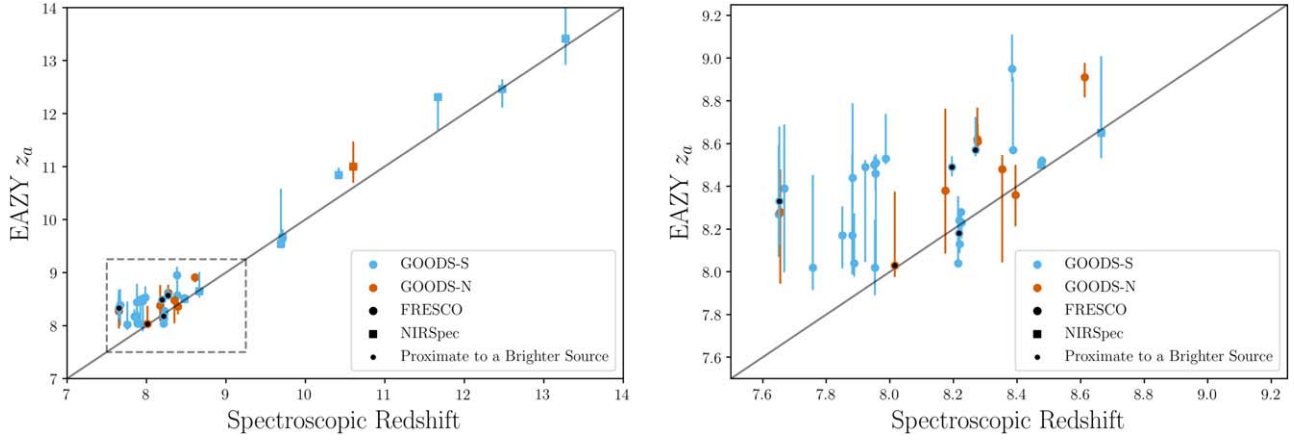 14
13
12
11
10
9
8
7
EAZY z_a
GOODS-S
GOODS-N
FRESCO
NIRSpec
Proximate to a Brighter Source
7 8 9 10 11 12 13 14
Spectroscopic Redshift
9.2
9.0
8.8
8.6
8.4
8.2
8.0
7.8
7.6
EAZY z_a
GOODS-S
GOODS-N
FRESCO
NIRSpec
Proximate to a Brighter Source
7.6 7.8 8.0 8.2 8.4 8.6 8.8 9.0 9.2
Spectroscopic Redshift